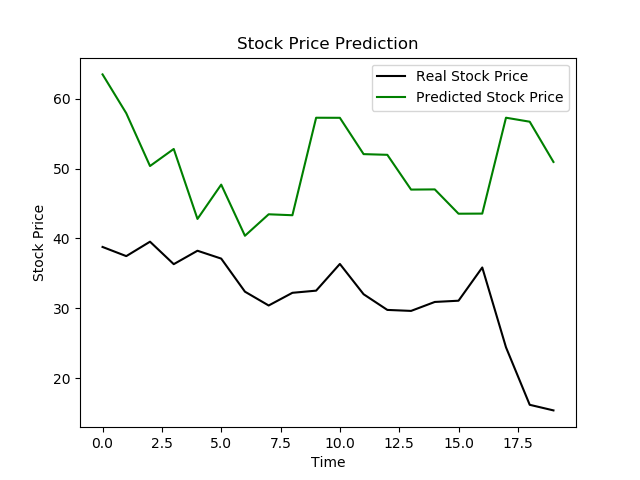 Stock Price Prediction
Real Stock Price
Predicted Stock Price
Stock Price
60
50
40
30
20
0.0 2.5 5.0 7.5 10.0 12.5 15.0 17.5
Time